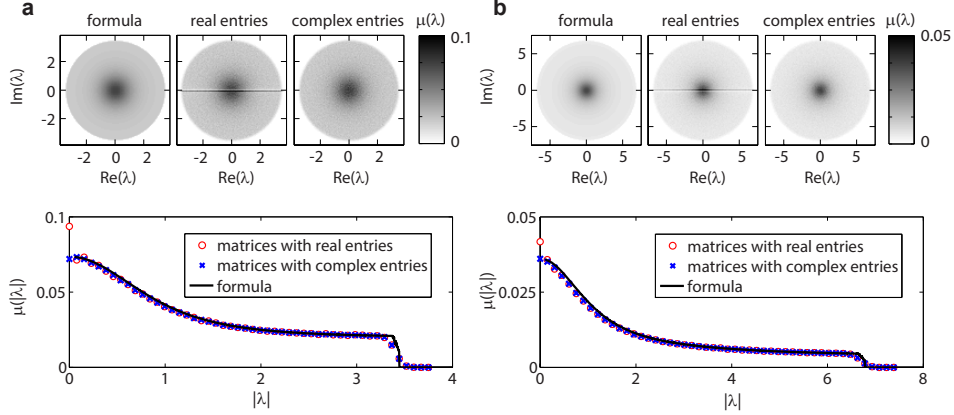 a
formula
real entries
complex entries
μ(λ)
0.1
0
Im(λ)
2
0
-2
-2 0 2
-2 0 2
-2 0 2
Re(λ)
Re(λ)
Re(λ)
b
formula
real entries
complex entries
μ(λ)
0.05
0
Im(λ)
5
0
-5
-5 0 5
-5 0 5
-5 0 5
Re(λ)
Re(λ)
Re(λ)
0.1
0.05
0
μ(|λ|)
matrices with real entries
matrices with complex entries
formula
0 1 2 3 4
|λ|
0.05
0.025
0
μ(|λ|)
matrices with real entries
matrices with complex entries
formula
0 2 4 6 8
|λ|